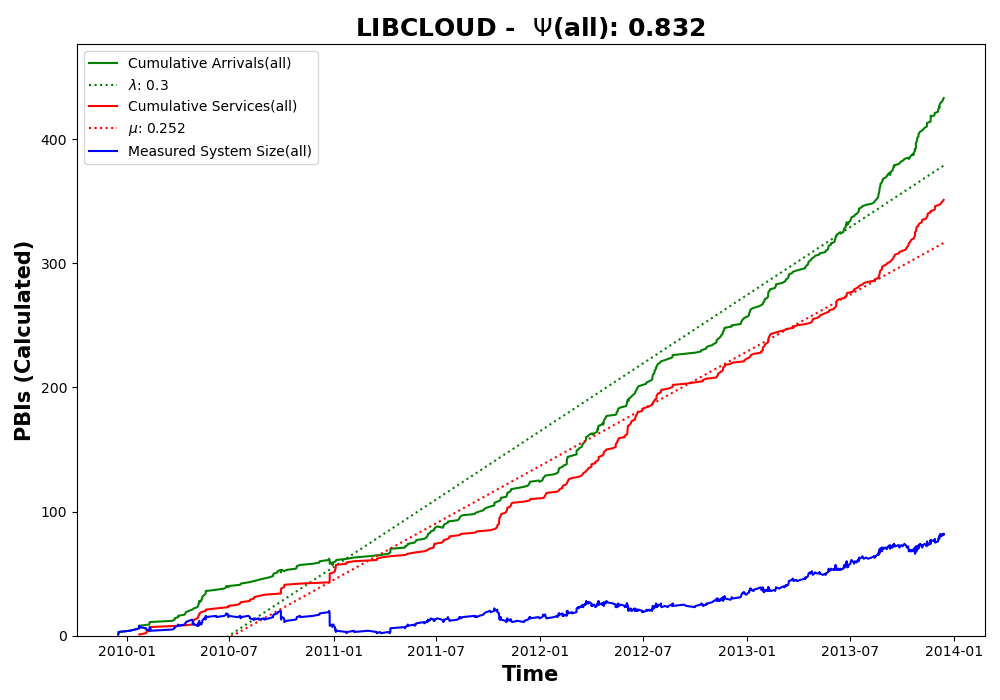 LIBCLOUD - Ψ(all): 0.832
Cumulative Arrivals(all)
λ: 0.3
Cumulative Services(all)
μ: 0.252
Measured System Size(all)
PBIs (Calculated)
400
300
200
100
0
2010-01 2010-07 2011-01 2011-07 2012-01 2012-07 2013-01 2013-07 2014-01
Time